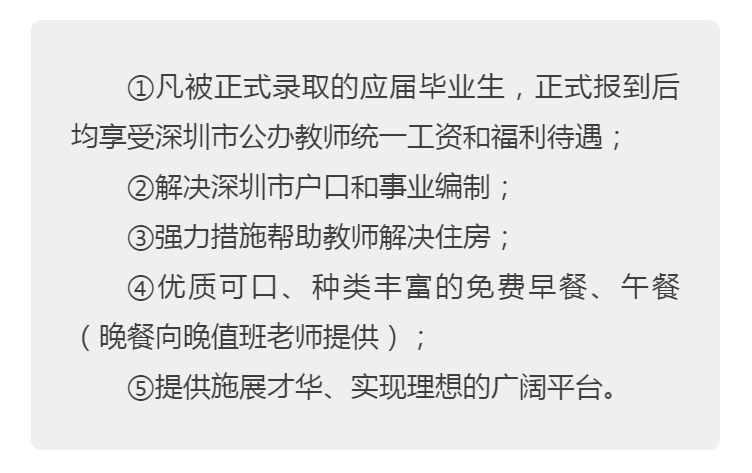 ①凡被正式录取的应届毕业生，正式报到后
均享受深圳市公办教师统一工资和福利待遇；
②解决深圳市户口和事业编制；
③强力措施帮助教师解决住房；
④优质可口、种类丰富的免费早餐、午餐
（晚餐向晚值班老师提供）；
⑤提供施展才华、实现理想的广阔平台。